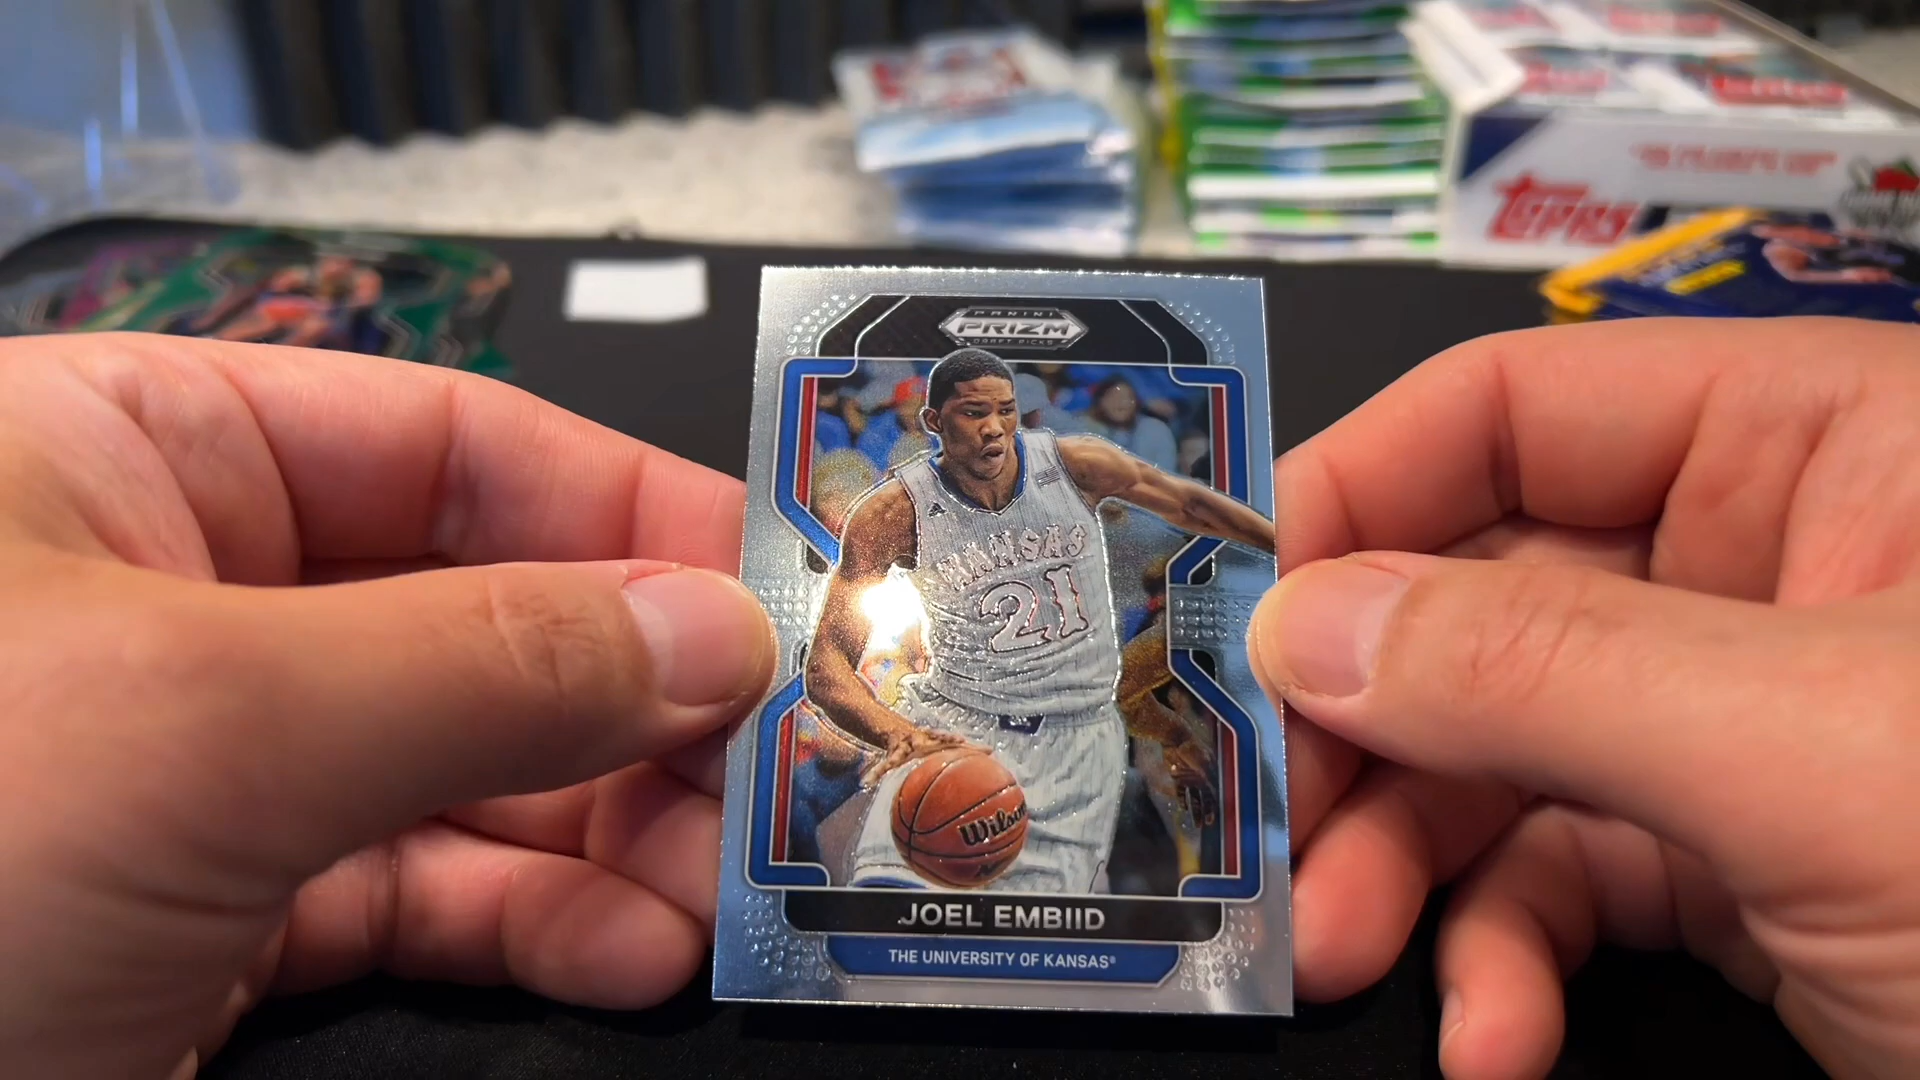 TOPPS
PANINI
PRIZM
DRAFT PICKS
KANSAS
21
Wilson
JOEL EMBIID
THE UNIVERSITY OF KANSAS®